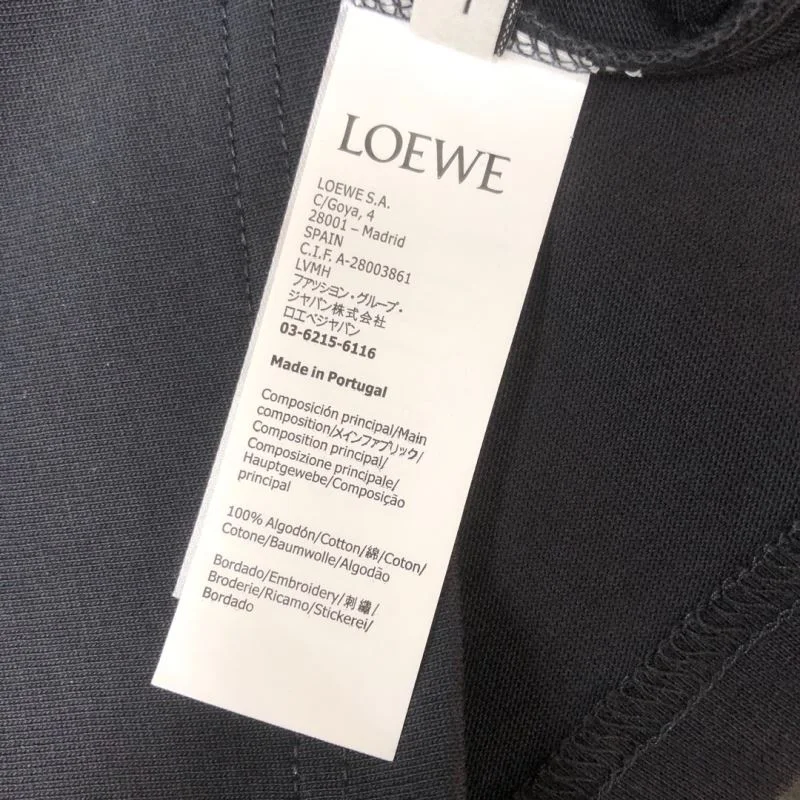 LOEWE
LOEWE S.A.
C/Goya, 4
28001 – Madrid
SPAIN
C.I.F. A-28003861
LVMH
ファッション・グループ・
ジャパン株式会社
ロエベジャパン
03-6215-6116
Made in Portugal
Composición principal/Main
composition/メインファブリック/
Composition principal/
Composizione principale/
Hauptgewebe/Composição
principal
100% Algodón/Cotton/綿/Coton/
Cotone/Baumwolle/Algodão
Bordado/Embroidery/刺繍/
Broderie/Ricamo/Stickerei/
Bordado